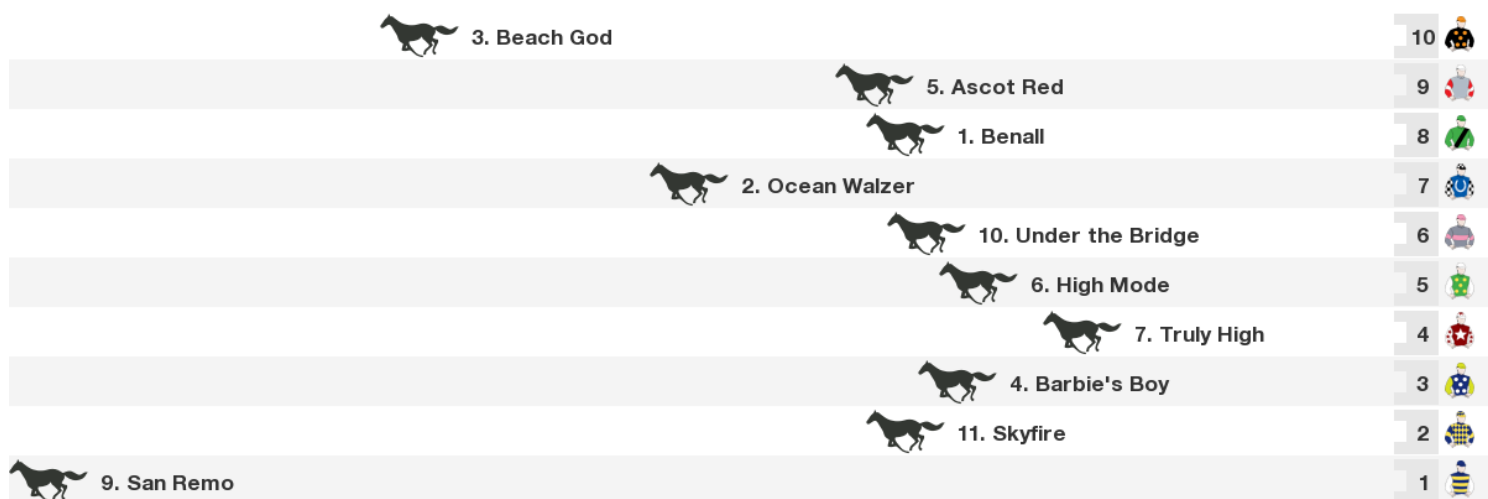 3. Beach God 10
5. Ascot Red 9
1. Benall 8
2. Ocean Walzer 7
10. Under the Bridge 6
6. High Mode 5
7. Truly High 4
4. Barbie's Boy 3
11. Skyfire 2
9. San Remo 1